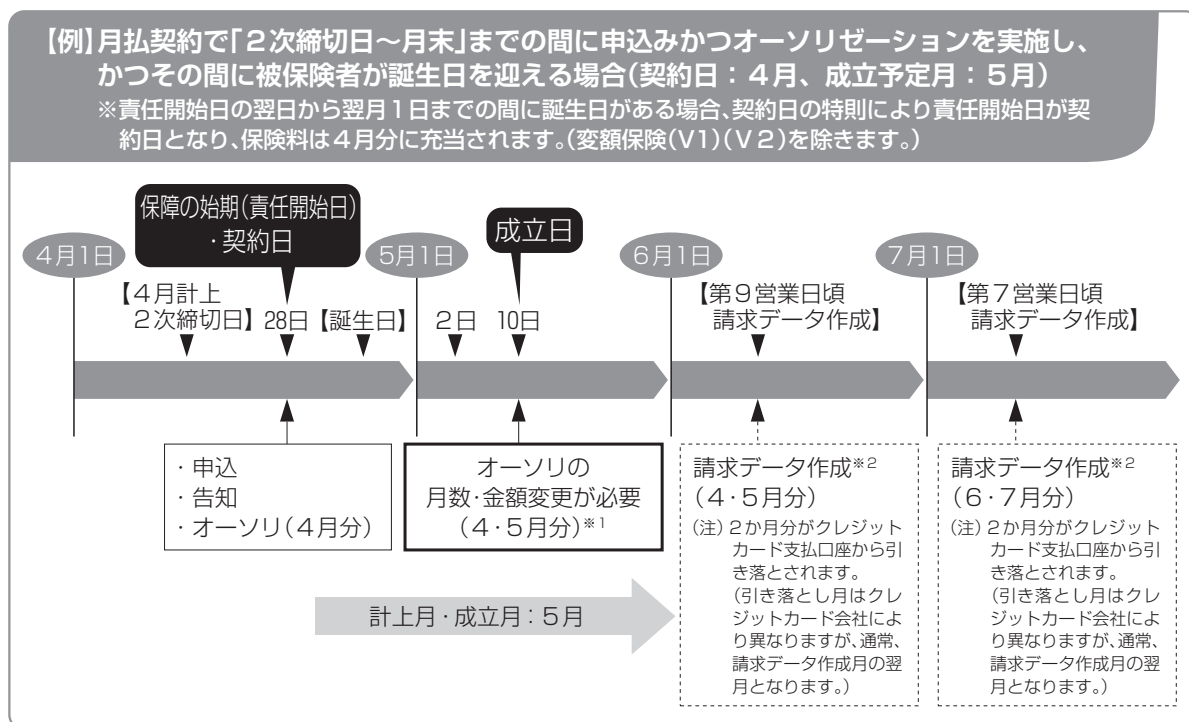 【例】月払契約で「２次締切日～月末」までの間に申込みかつオーソリゼーションを実施し、
かつその間に被保険者が誕生日を迎える場合（契約日：４月、成立予定月：５月）
※責任開始日の翌日から翌月１日までの間に誕生日がある場合、契約日の特則により責任開始日が契
約日となり、保険料は４月分に充当されます。（変額保険(V1)(V２)を除きます。）
保障の始期（責任開始日）
・契約日
成立日
4月1日
5月1日
6月1日
7月1日
【４月計上
２次締切日】
28日
【誕生日】
２日
10日
【第９営業日頃
請求データ作成】
【第７営業日頃
請求データ作成】
・申込
・告知
・オーソリ（４月分）
オーソリの
月数・金額変更が必要
（４・５月分）※1
請求データ作成※2
（４・５月分）
（注）２か月分がクレジット
カード支払口座から引
き落とされます。
（引き落とし月はクレ
ジットカード会社によ
り異なりますが、通常、
請求データ作成月の翌
月となります。）
請求データ作成※2
（６・７月分）
（注）２か月分がクレジット
カード支払口座から引
き落とされます。
（引き落とし月はクレ
ジットカード会社によ
り異なりますが、通常、
請求データ作成月の翌
月となります。）
計上月・成立月：５月